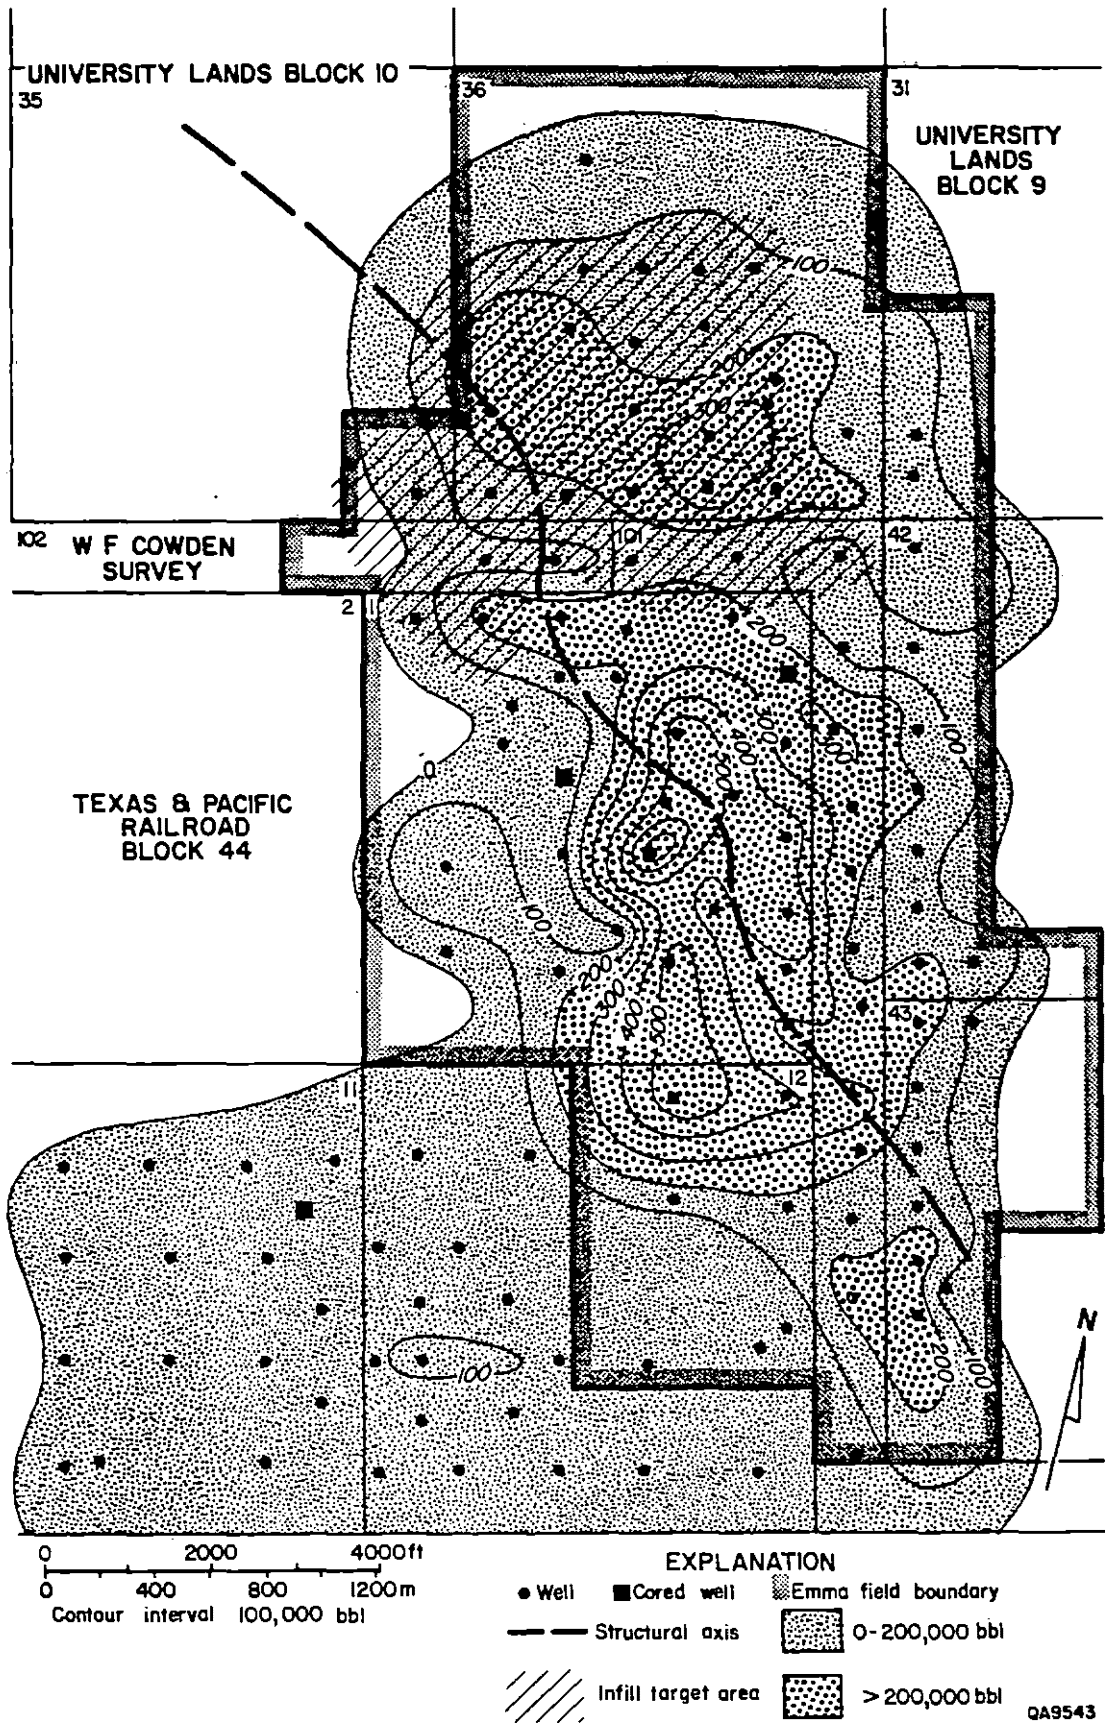 UNIVERSITY LANDS BLOCK 10
35
36
31
UNIVERSITY
LANDS
BLOCK 9
100
200
300
102 W F COWDEN
SURVEY
101
42
2
1
200
300
400
400
500
100
0
TEXAS & PACIFIC
RAILROAD
BLOCK 44
100
200
300
400
500
43
12
11
100
200
100
N
0 2000 4000ft
0 400 800 1200m
Contour interval 100,000 bbl
EXPLANATION
Well Cored well Emma field boundary
Structural axis 0-200,000 bbl
Infill target area >200,000 bbl
QA9543